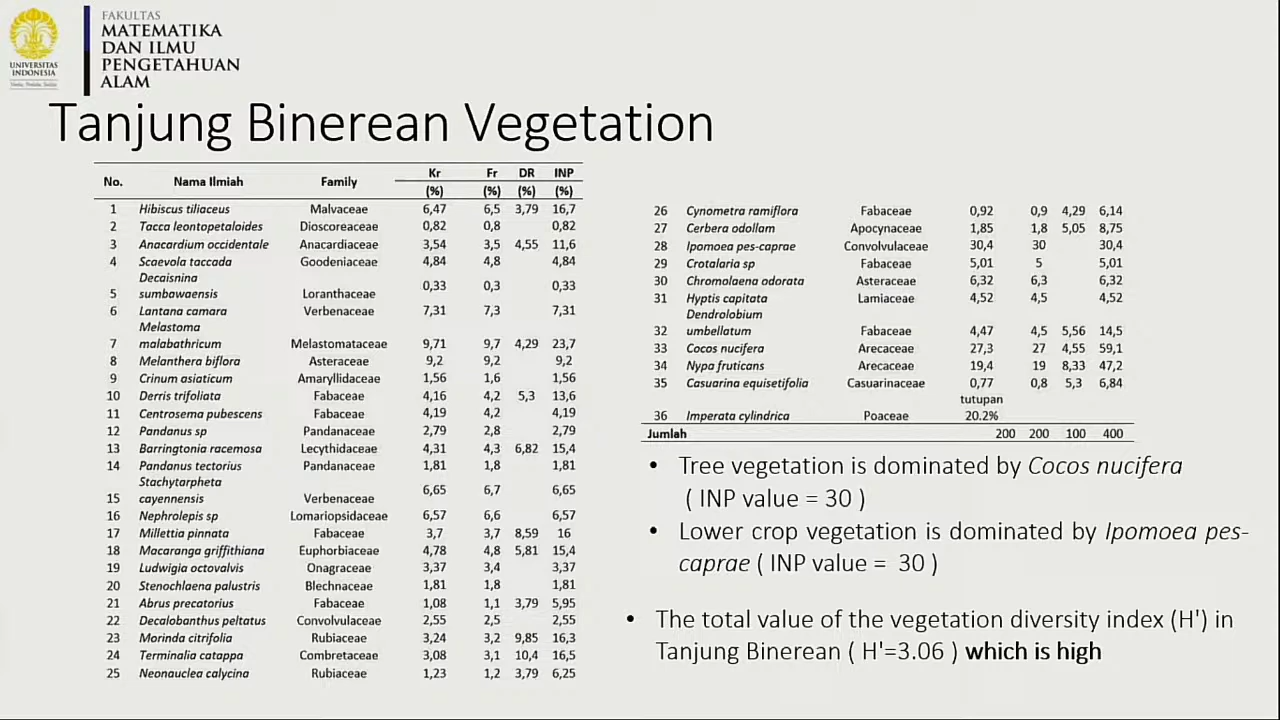 UNIVERSITAS
INDONESIA
FAKULTAS
MATEMATIKA
DAN ILMU
PENGETAHUAN
ALAM
Tanjung Binerean Vegetation
No. Nama Ilmiah Family Kr Fr DR INP
(%) (%) (%) (%)
1 Hibiscus tiliaceus Malvaceae 6,47 6,5 3,79 16,7
2 Tacca leontopetaloides Dioscoreaceae 0,82 0,8 0,82
3 Anacardium occidentale Anacardiaceae 3,54 3,5 4,55 11,6
4 Scaevola taccada Goodeniaceae 4,84 4,8 4,84
Decaisnina
5 sumbawaensis Loranthaceae 0,33 0,3 0,33
6 Lantana camara Verbenaceae 7,31 7,3 7,31
Melastoma
7 malabathricum Melastomataceae 9,71 9,7 4,29 23,7
8 Melanthera biflora Asteraceae 9,2 9,2 9,2
9 Crinum asiaticum Amaryllidaceae 1,56 1,6 1,56
10 Derris trifoliata Fabaceae 4,16 4,2 5,3 13,6
11 Centrosema pubescens Fabaceae 4,19 4,2 4,19
12 Pandanus sp Pandanaceae 2,79 2,8 2,79
13 Barringtonia racemosa Lecythidaceae 4,31 4,3 6,82 15,4
14 Pandanus tectorius Pandanaceae 1,81 1,8 1,81
Stachytarpheta
15 cayennensis Verbenaceae 6,65 6,7 6,65
16 Nephrolepis sp Lomariopsidaceae 6,57 6,6 6,57
17 Millettia pinnata Fabaceae 3,7 3,7 8,59 16
18 Macaranga griffithiana Euphorbiaceae 4,78 4,8 5,81 15,4
19 Ludwigia octovalvis Onagraceae 3,37 3,4 3,37
20 Stenochlaena palustris Blechnaceae 1,81 1,8 1,81
21 Abrus precatorius Fabaceae 1,08 1,1 3,79 5,95
22 Decalobanthus peltatus Convolvulaceae 2,55 2,5 2,55
23 Morinda citrifolia Rubiaceae 3,24 3,2 9,85 16,3
24 Terminalia catappa Combretaceae 3,08 3,1 10,4 16,5
25 Neonauclea calycina Rubiaceae 1,23 1,2 3,79 6,25
26 Cynometra ramiflora Fabaceae 0,92 0,9 4,29 6,14
27 Cerbera odollam Apocynaceae 1,85 1,8 5,05 8,75
28 Ipomoea pes-caprae Convolvulaceae 30,4 30 30,4
29 Crotalaria sp Fabaceae 5,01 5 5,01
30 Chromolaena odorata Asteraceae 6,32 6,3 6,32
31 Hyptis capitata Lamiaceae 4,52 4,5 4,52
Dendrolobium
32 umbellatum Fabaceae 4,47 4,5 5,56 14,5
33 Cocos nucifera Arecaceae 27,3 27 4,55 59,1
34 Nypa fruticans Arecaceae 19,4 19 8,33 47,2
35 Casuarina equisetifolia Casuarinaceae 0,77 0,8 5,3 6,84
tutupan
36 Imperata cylindrica Poaceae 20.2%
Jumlah 200 200 100 400
• Tree vegetation is dominated by Cocos nucifera
( INP value = 30 )
• Lower crop vegetation is dominated by Ipomoea pes-
caprae ( INP value = 30 )
• The total value of the vegetation diversity index (H') in
Tanjung Binerean ( H'=3.06 ) which is high